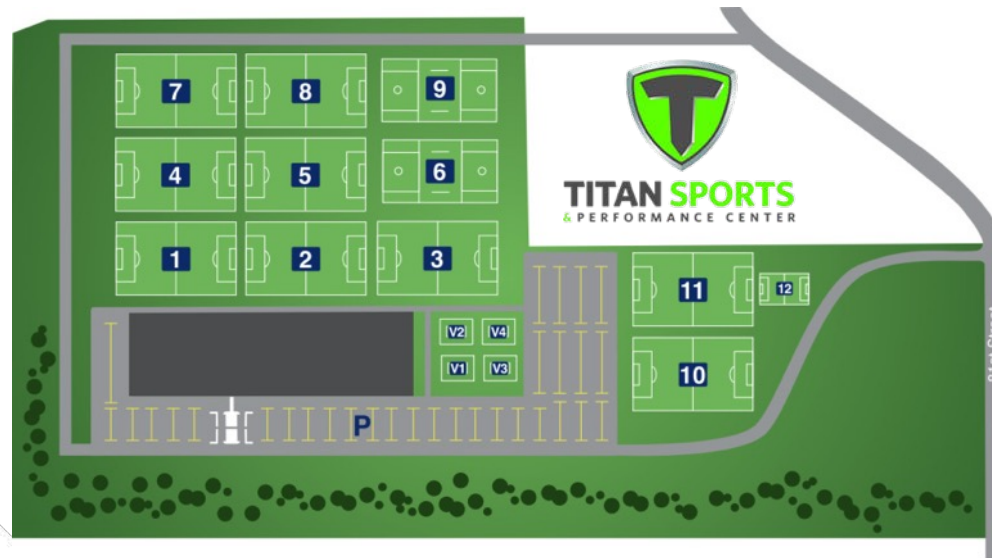 7 8 9
4 5 6
TITAN SPORTS
& PERFORMANCE CENTER
1 2 3
11 12
V2 V4
V1 V3
10
P